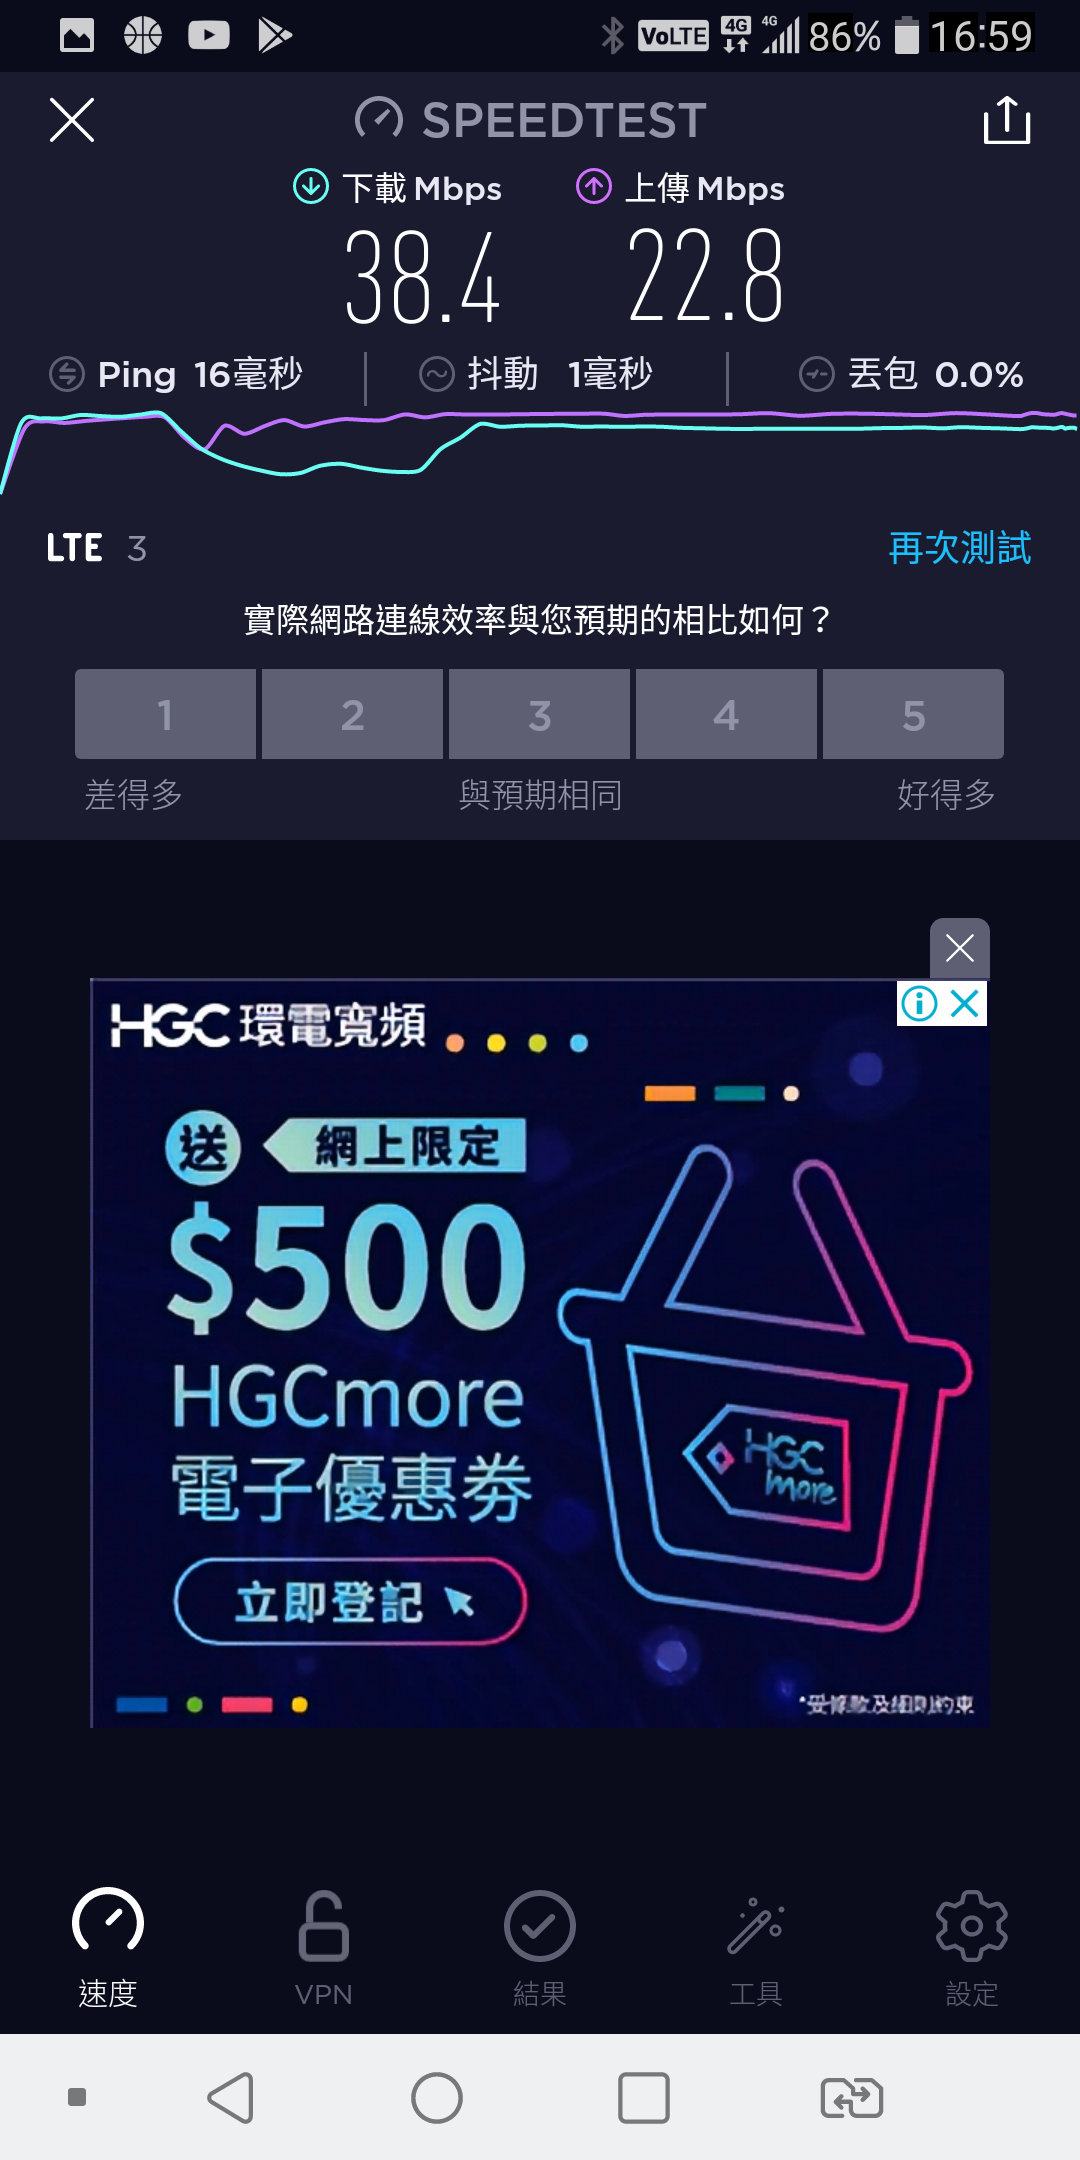 VoLTE 4G 4G 86% 16:59
SPEEDTEST
下載 Mbps 上傳 Mbps
38.4 22.8
Ping 16毫秒 抖動 1毫秒 丟包 0.0%
LTE 3 再次測試
實際網路連線效率與您預期的相比如何？
1 2 3 4 5
差得多 與預期相同 好得多
HGC 環電寬頻
送 網上限定
$500
HGCmore
電子優惠券
HGC
more
立即登記
*受條款及細則約束
速度 VPN 結果 工具 設定